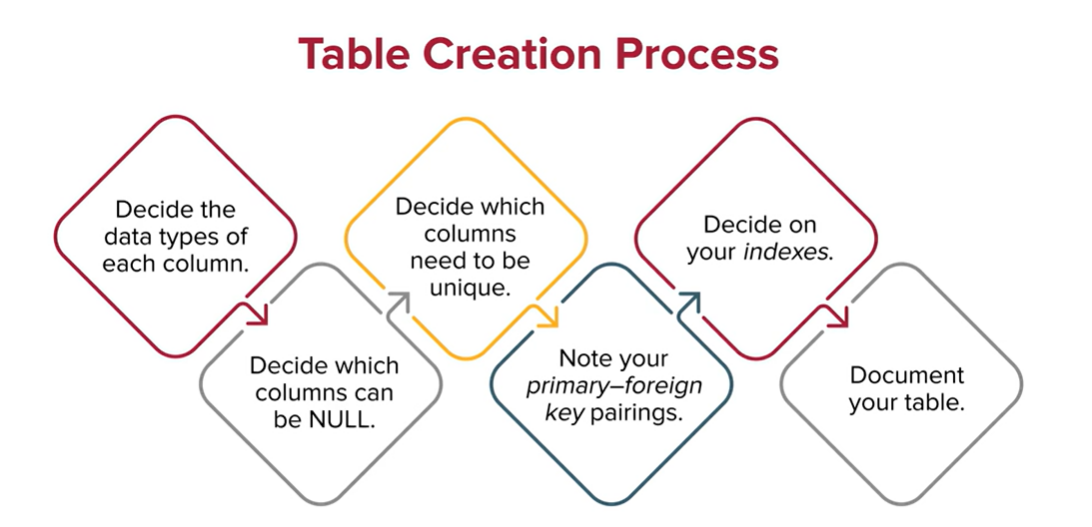 Table Creation Process
Decide the
data types of
each column.
Decide which
columns can
be NULL.
Decide which
columns
need to be
unique.
Note your
primary–foreign
key pairings.
Decide on
your indexes.
Document
your table.